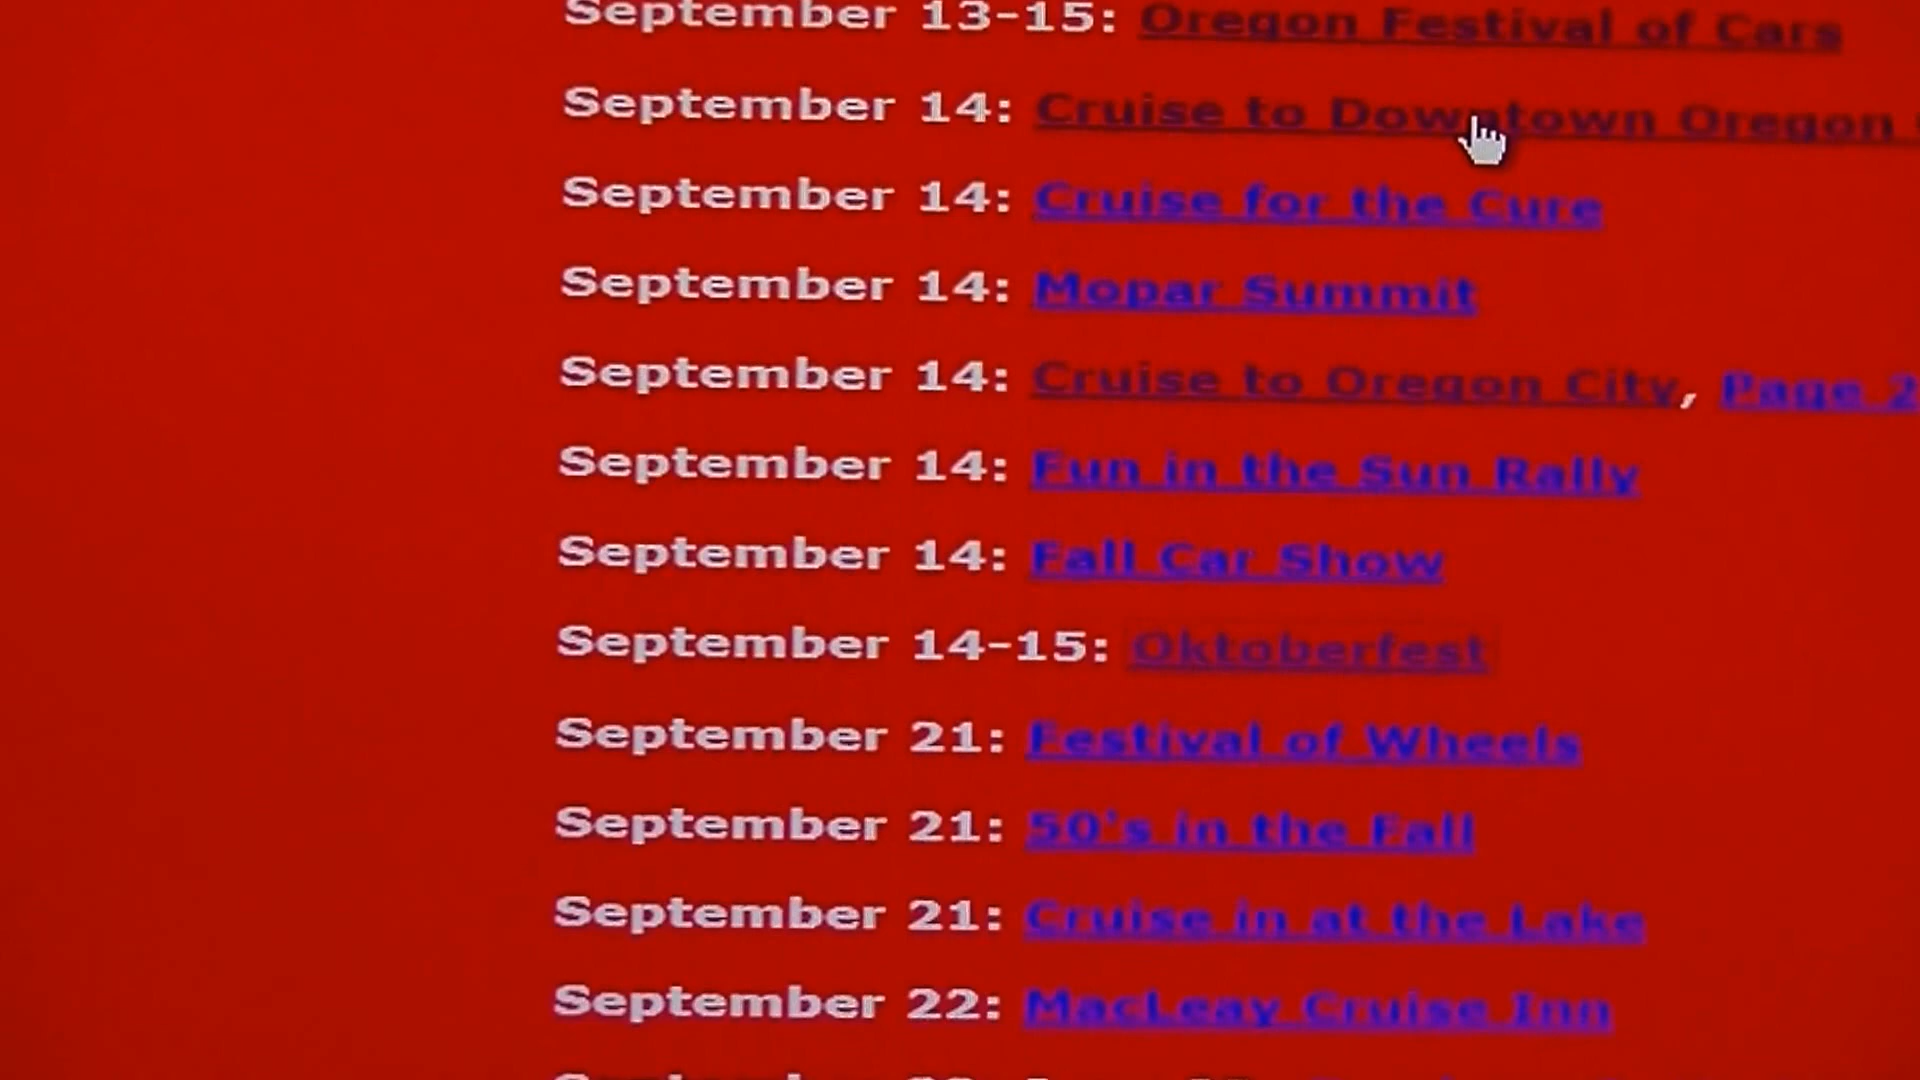 September 13-15: Oregon Festival of Cars
September 14: Cruise to Downtown Oregon
September 14: Cruise for the Cure
September 14: Mopar Summit
September 14: Cruise to Oregon City, Page 2
September 14: Fun in the Sun Rally
September 14: Fall Car Show
September 14-15: Oktoberfest
September 21: Festival of Wheels
September 21: 50's in the Fall
September 21: Cruise in at the Lake
September 22: MacLeay Cruise Inn